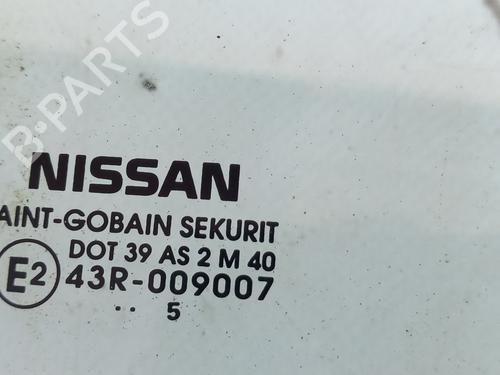 B-PARTS
NISSAN
AINT-GOBAIN SEKURIT
DOT 39 AS 2 M 40
E2 43R-009007
.. 5